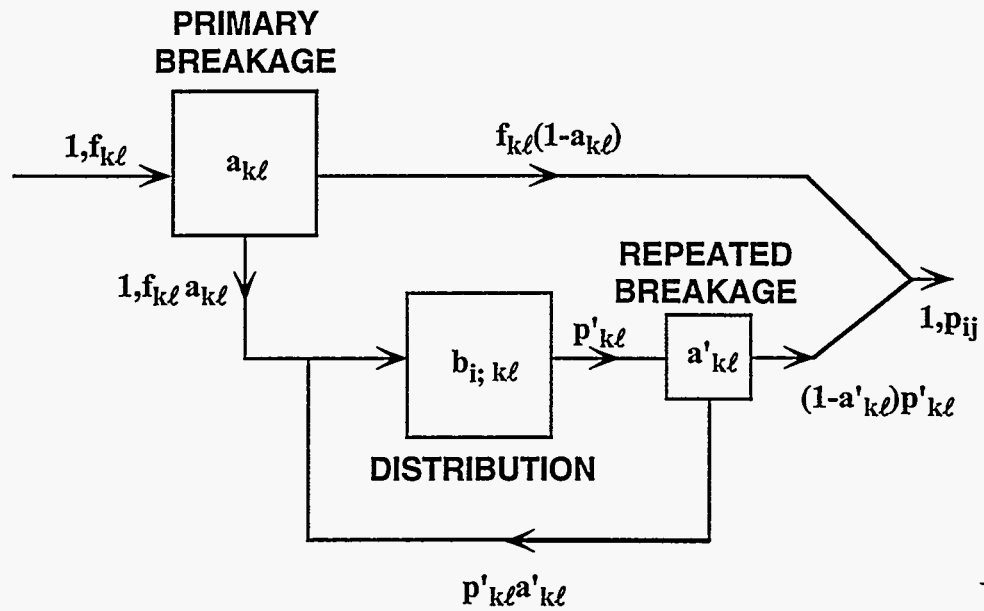 PRIMARY
BREAKAGE
1,fkℓ
akℓ
fkℓ(1-akℓ)
1,fkℓ akℓ
REPEATED
BREAKAGE
bi; kℓ
p'kℓ
a'kℓ
1,pij
(1-a'kℓ)p'kℓ
DISTRIBUTION
p'kℓa'kℓ